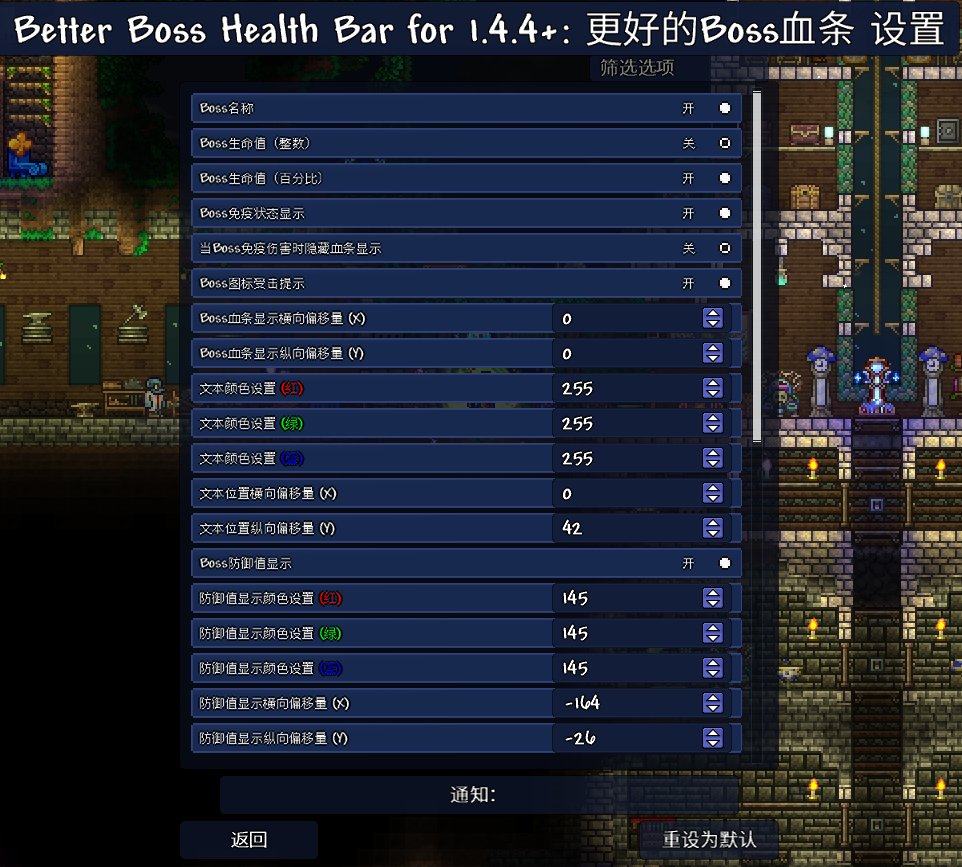 Better Boss Health Bar for 1.4.4+: 更好的Boss血条 设置
筛选选项
Boss名称 开
Boss生命值（整数） 关
Boss生命值（百分比） 开
Boss免疫状态显示 开
当Boss免疫伤害时隐藏血条显示 关
Boss图标受击提示 开
Boss血条显示横向偏移量 (X) 0
Boss血条显示纵向偏移量 (Y) 0
文本颜色设置 (红) 255
文本颜色设置 (绿) 255
文本颜色设置 (蓝) 255
文本位置横向偏移量 (X) 0
文本位置纵向偏移量 (Y) 42
Boss防御值显示 开
防御值显示颜色设置 (红) 145
防御值显示颜色设置 (绿) 145
防御值显示颜色设置 (蓝) 145
防御值显示横向偏移量 (X) -164
防御值显示纵向偏移量 (Y) -26
通知:
返回
重设为默认